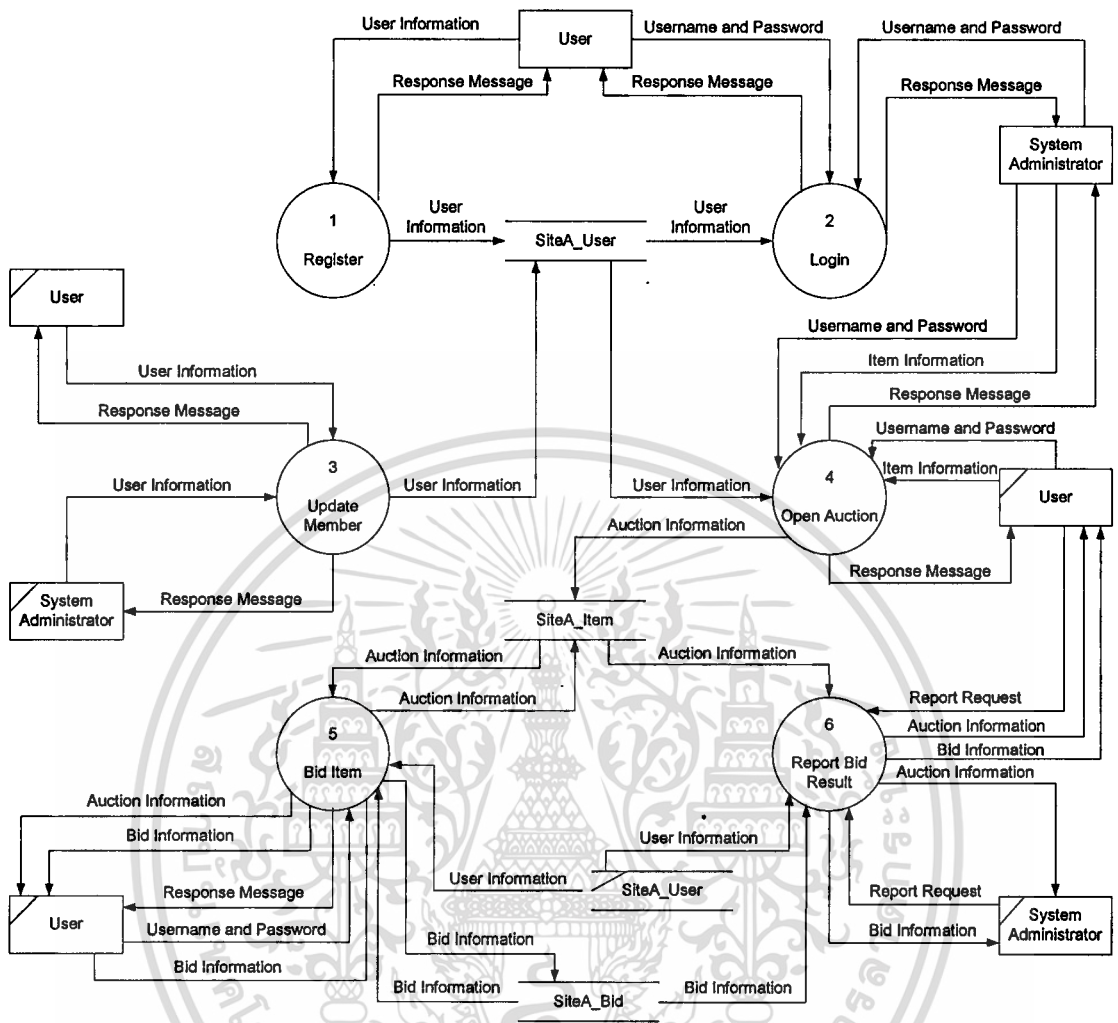 User Information
User
Username and Password
Username and Password
Response Message
Response Message
Response Message
System
Administrator
1
Register
User
Information
SiteA_User
User
Information
2
Login
User
Username and Password
User Information
Item Information
Response Message
Response Message
Username and Password
3
Update
Member
User Information
User Information
User Information
4
Open Auction
Item Information
User
Auction Information
System
Administrator
Response Message
Response Message
SiteA_Item
Auction Information
Auction Information
Auction Information
Report Request
5
Bid Item
6
Report Bid
Result
Auction Information
Bid Information
Auction Information
Auction Information
Bid Information
User Information
User Information
SiteA_User
Response Message
Report Request
User
Username and Password
System
Administrator
Bid Information
Bid Information
Bid Information
Bid Information
SiteA_Bid
Bid Information